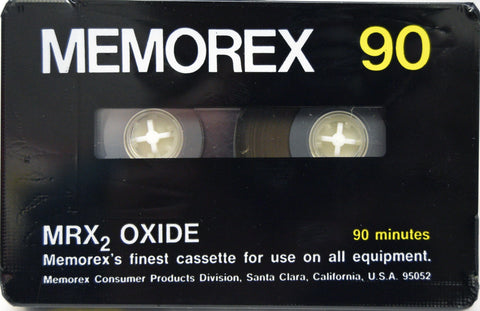 MEMOREX 90
MRX₂ OXIDE 90 minutes
Memorex's finest cassette for use on all equipment.
Memorex Consumer Products Division, Santa Clara, California, U.S.A. 95052